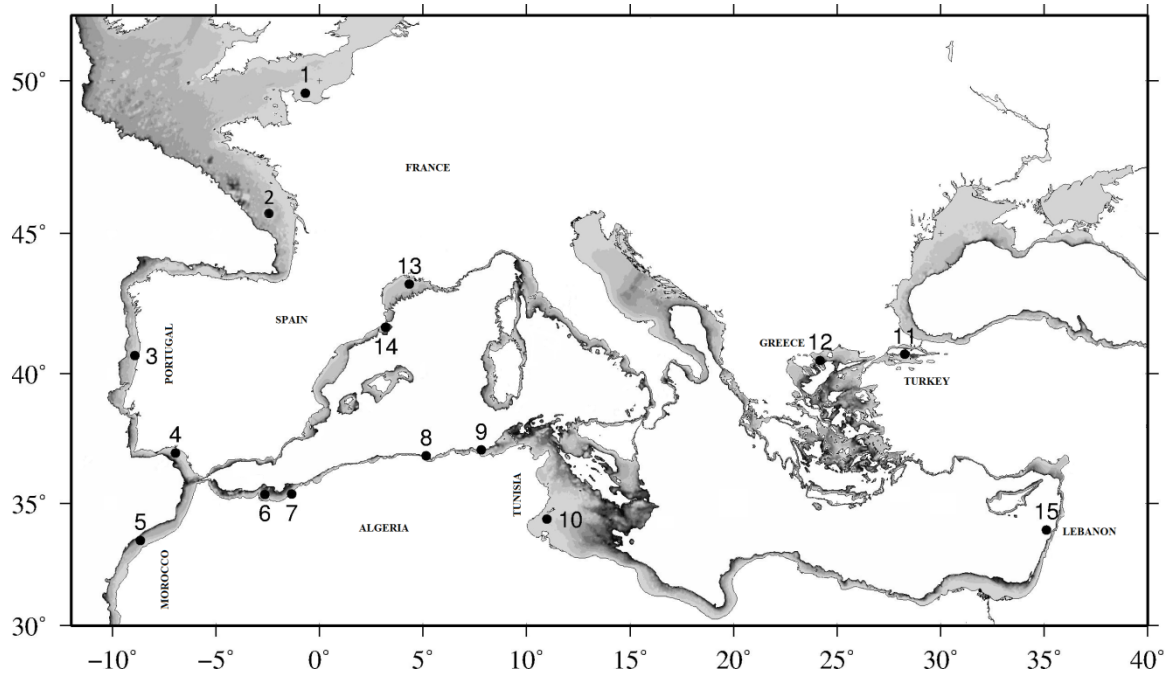 50°
1
FRANCE
2
45°
13
SPAIN
14
PORTUGAL
3
GREECE 12
11
TURKEY
40°
4
8
9
TUNISIA
6
7
35°
5
MOROCCO
ALGERIA
10
15
LEBANON
30°
−10° −5° 0° 5° 10° 15° 20° 25° 30° 35° 40°